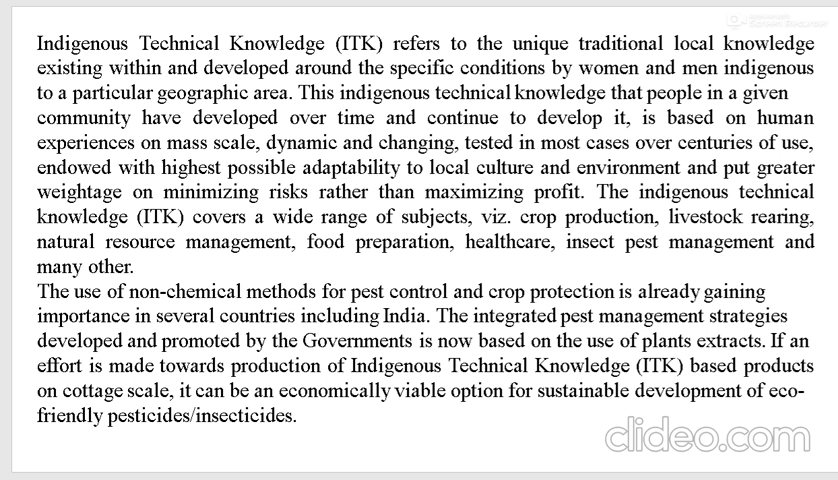 Indigenous Technical Knowledge (ITK) refers to the unique traditional local knowledge
existing within and developed around the specific conditions by women and men indigenous
to a particular geographic area. This indigenous technical knowledge that people in a given
community have developed over time and continue to develop it, is based on human
experiences on mass scale, dynamic and changing, tested in most cases over centuries of use,
endowed with highest possible adaptability to local culture and environment and put greater
weightage on minimizing risks rather than maximizing profit. The indigenous technical
knowledge (ITK) covers a wide range of subjects, viz. crop production, livestock rearing,
natural resource management, food preparation, healthcare, insect pest management and
many other.
The use of non-chemical methods for pest control and crop protection is already gaining
importance in several countries including India. The integrated pest management strategies
developed and promoted by the Governments is now based on the use of plants extracts. If an
effort is made towards production of Indigenous Technical Knowledge (ITK) based products
on cottage scale, it can be an economically viable option for sustainable development of eco-
friendly pesticides/insecticides.
clideo.com